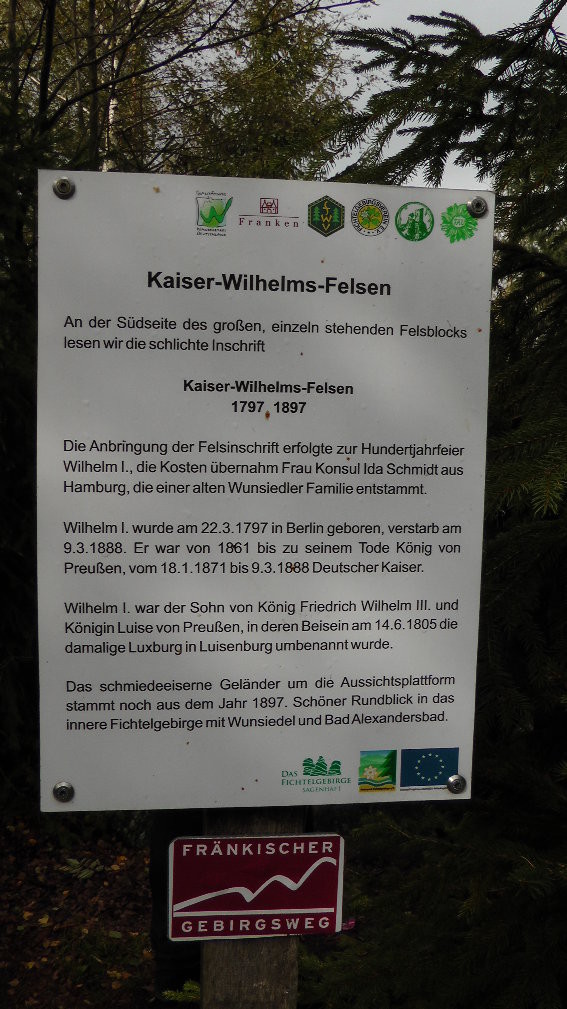 Franken
FICHTELGEBIRGSVEREIN E.V.
Kaiser-Wilhelms-Felsen
An der Südseite des großen, einzeln stehenden Felsblocks
lesen wir die schlichte Inschrift
Kaiser-Wilhelms-Felsen
1797 1897
Die Anbringung der Felsinschrift erfolgte zur Hundertjahrfeier
Wilhelm I., die Kosten übernahm Frau Konsul Ida Schmidt aus
Hamburg, die einer alten Wunsiedler Familie entstammt.
Wilhelm I. wurde am 22.3.1797 in Berlin geboren, verstarb am
9.3.1888. Er war von 1861 bis zu seinem Tode König von
Preußen, vom 18.1.1871 bis 9.3.1888 Deutscher Kaiser.
Wilhelm I. war der Sohn von König Friedrich Wilhelm III. und
Königin Luise von Preußen, in deren Beisein am 14.6.1805 die
damalige Luxburg in Luisenburg umbenannt wurde.
Das schmiedeeiserne Geländer um die Aussichtsplattform
stammt noch aus dem Jahr 1897. Schöner Rundblick in das
innere Fichtelgebirge mit Wunsiedel und Bad Alexandersbad.
DAS
FICHTELGEBIRGE
SAGENHAFT
FRÄNKISCHER
GEBIRGSWEG